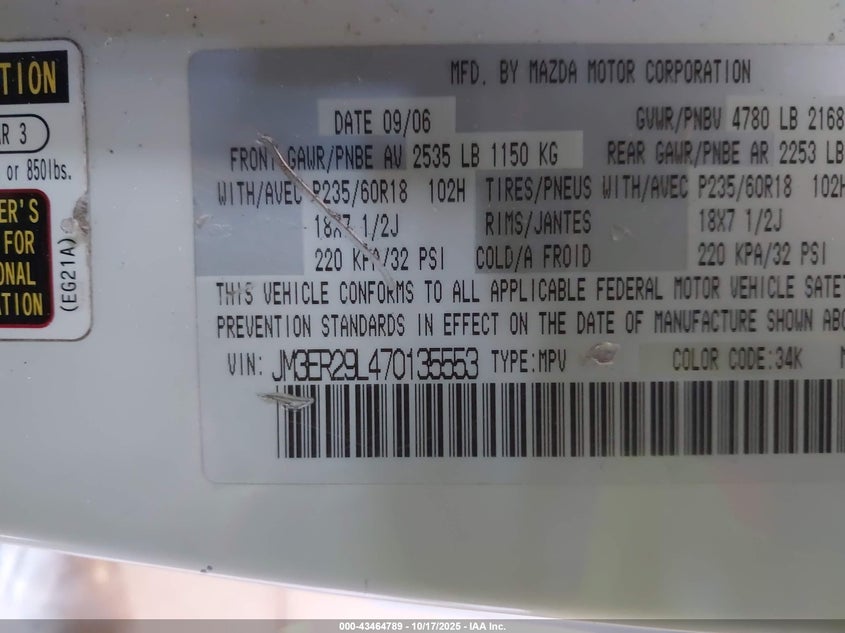 TION
R 3
or 850lbs.
ER'S
FOR
ONAL
ATION
(EG21A)
MFD. BY MAZDA MOTOR CORPORATION
DATE 09/06 GVWR/PNBV 4780 LB 2168
FRONT GAWR/PNBE AV 2535 LB 1150 KG REAR GAWR/PNBE AR 2253 LB
WITH/AVEC P235/60R18 102H TIRES/PNEUS WITH/AVEC P235/60R18 102H
18X7 1/2J RIMS/JANTES 18X7 1/2J
220 KPA/32 PSI COLD/A FROID 220 KPA/32 PSI
THIS VEHICLE CONFORMS TO ALL APPLICABLE FEDERAL MOTOR VEHICLE SAFET
PREVENTION STANDARDS IN EFFECT ON THE DATE OF MANUFACTURE SHOWN ABO
VIN: JM3ER29L470135553 TYPE:MPV COLOR CODE:34K
000-43464789 - 10/17/2025 - IAA Inc.